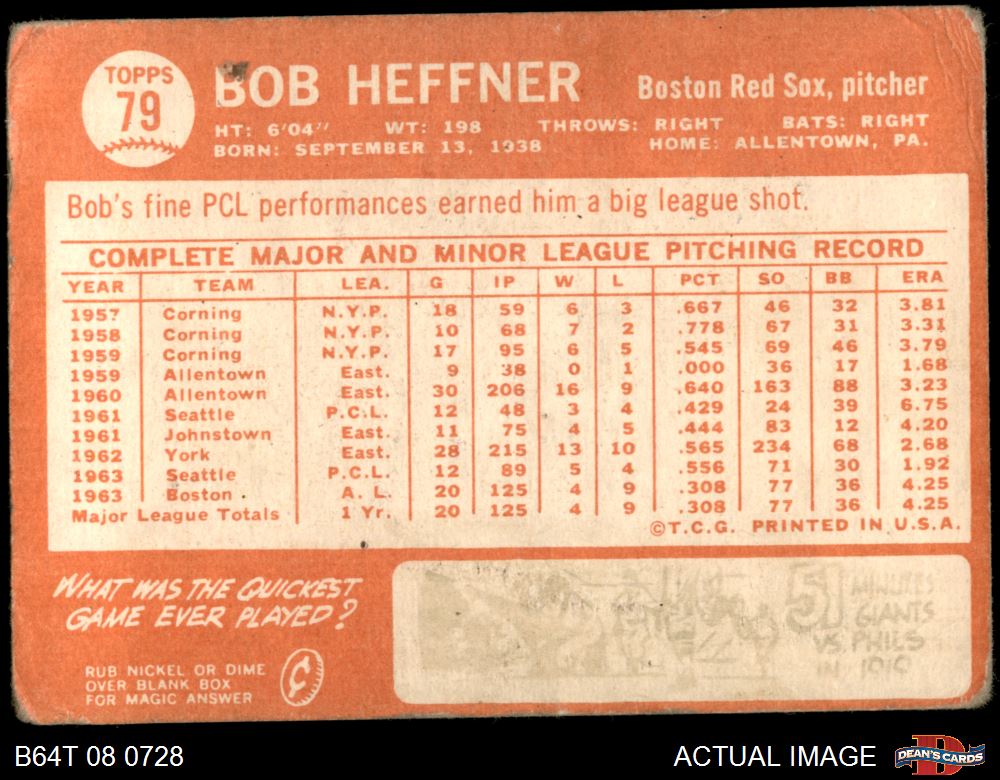 TOPPS
79
BOB HEFFNER
Boston Red Sox, pitcher
HT: 6'04" WT: 198 THROWS: RIGHT BATS: RIGHT
BORN: SEPTEMBER 13, 1938 HOME: ALLENTOWN, PA.
Bob's fine PCL performances earned him a big league shot.
COMPLETE MAJOR AND MINOR LEAGUE PITCHING RECORD
YEAR TEAM LEA. G IP W L PCT SO BB ERA
1957 Corning N.Y.P. 18 59 6 3 .667 46 32 3.81
1958 Corning N.Y.P. 10 68 7 2 .778 67 31 3.31
1959 Corning N.Y.P. 17 95 6 5 .545 69 46 3.79
1959 Allentown East. 9 38 0 1 .000 36 17 1.68
1960 Allentown East. 30 206 16 9 .640 163 88 3.23
1961 Seattle P.C.L. 12 48 3 4 .429 24 39 6.75
1961 Johnstown East. 11 75 4 5 .444 83 12 4.20
1962 York East. 28 215 13 10 .565 234 68 2.68
1963 Seattle P.C.L. 12 89 5 4 .556 71 30 1.92
1963 Boston A. L. 20 125 4 9 .308 77 36 4.25
Major League Totals 1 Yr. 20 125 4 9 .308 77 36 4.25
©T.C.G. PRINTED IN U.S.A.
WHAT WAS THE QUICKEST
GAME EVER PLAYED?
RUB NICKEL OR DIME
OVER BLANK BOX
FOR MAGIC ANSWER
¢
51 MINUTES
GIANTS
VS. PHILS
IN 1919
B64T 08 0728
ACTUAL IMAGE
D
DEAN'S CARDS